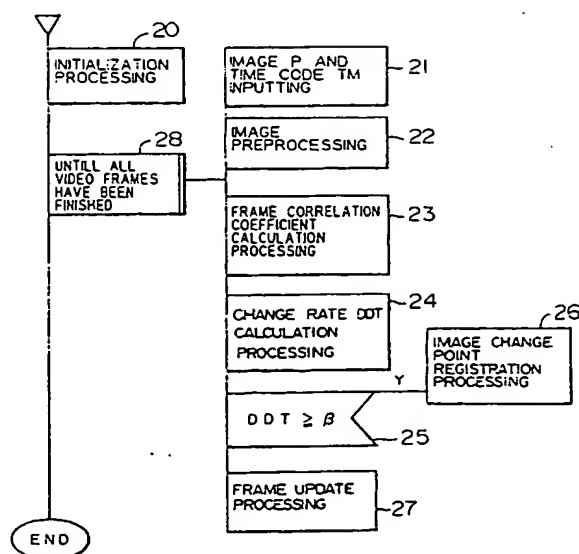 20
INITIALIZATION
PROCESSING
28
UNTILL ALL
VIDEO FRAMES
HAVE BEEN
FINISHED
END
21
IMAGE P AND
TIME CODE TM
INPUTTING
22
IMAGE
PREPROCESSING
23
FRAME CORRELATION
COEFFICIENT
CALCULATION
PROCESSING
24
CHANGE RATE DDT
CALCULATION
PROCESSING
26
IMAGE CHANGE
POINT
REGISTRATION
PROCESSING
Y
DDT ≧ β
25
FRAME UPDATE
PROCESSING
27